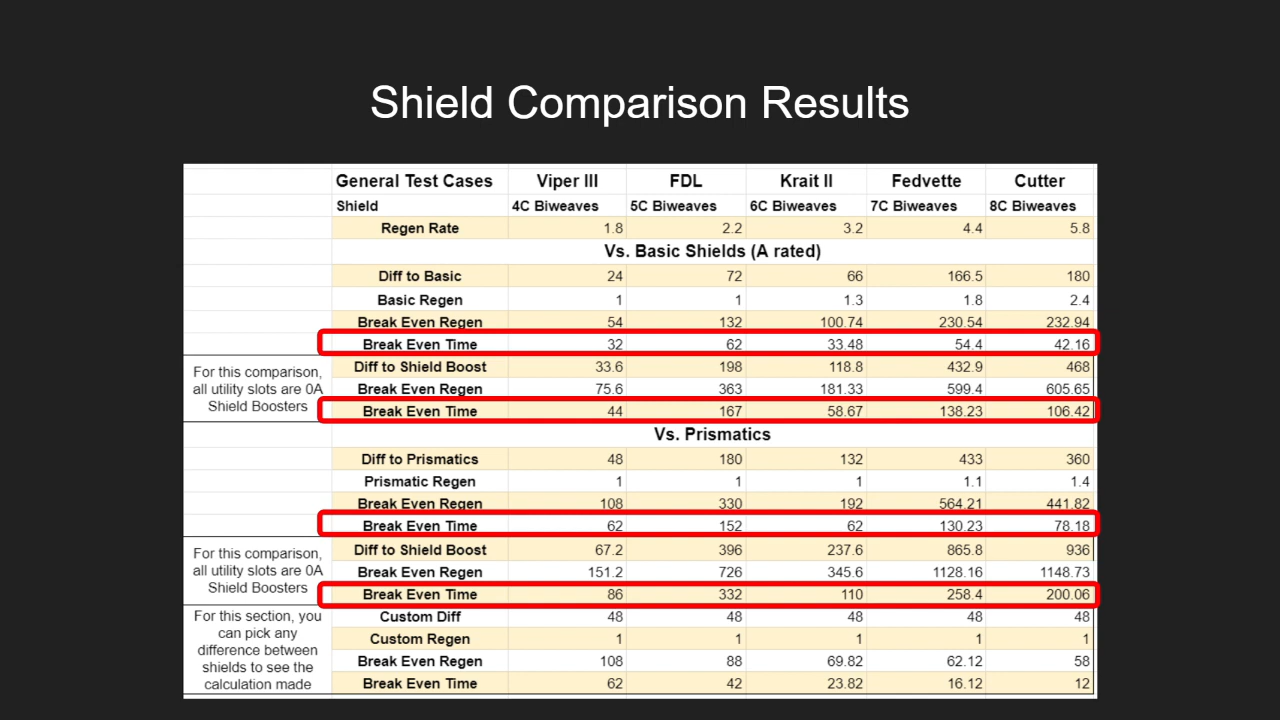 Shield Comparison Results
General Test Cases Viper III FDL Krait II Fedvette Cutter
Shield 4C Biweaves 5C Biweaves 6C Biweaves 7C Biweaves 8C Biweaves
Regen Rate 1.8 2.2 3.2 4.4 5.8
Vs. Basic Shields (A rated)
Diff to Basic 24 72 66 166.5 180
Basic Regen 1 1 1.3 1.8 2.4
Break Even Regen 54 132 100.74 230.54 232.94
Break Even Time 32 62 33.48 54.4 42.16
For this comparison,
all utility slots are 0A
Shield Boosters
Diff to Shield Boost 33.6 198 118.8 432.9 468
Break Even Regen 75.6 363 181.33 599.4 605.65
Break Even Time 44 167 58.67 138.23 106.42
Vs. Prismatics
Diff to Prismatics 48 180 132 433 360
Prismatic Regen 1 1 1 1.1 1.4
Break Even Regen 108 330 192 564.21 441.82
Break Even Time 62 152 62 130.23 78.18
For this comparison,
all utility slots are 0A
Shield Boosters
Diff to Shield Boost 67.2 396 237.6 865.8 936
Break Even Regen 151.2 726 345.6 1128.16 1148.73
Break Even Time 86 332 110 258.4 200.06
For this section, you
can pick any
difference between
shields to see the
calculation made
Custom Diff 48 48 48 48 48
Custom Regen 1 1 1 1 1
Break Even Regen 108 88 69.82 62.12 58
Break Even Time 62 42 23.82 16.12 12